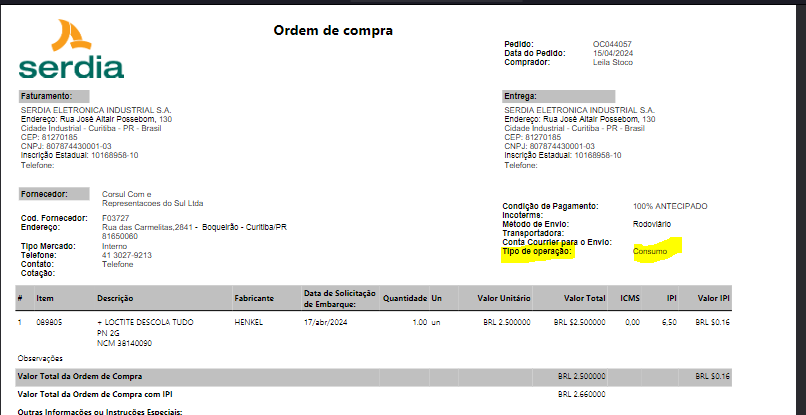 Ordem de compra
serdia
Pedido: OC044057
Data do Pedido: 15/04/2024
Comprador: Leila Stoco
Faturamento:
SERDIA ELETRONICA INDUSTRIAL S.A.
Endereço: Rua José Altair Possebom, 130
Cidade Industrial - Curitiba - PR - Brasil
CEP: 81270185
CNPJ: 807874430001-03
Inscrição Estadual: 10168958-10
Telefone:
Entrega:
SERDIA ELETRONICA INDUSTRIAL S.A.
Endereço: Rua José Altair Possebom, 130
Cidade Industrial - Curitiba - PR - Brasil
CEP: 81270185
CNPJ: 807874430001-03
Inscrição Estadual: 10168958-10
Telefone:
Fornecedor: Corsul Com e
Representacoes do Sul Ltda
Cod. Fornecedor: F03727
Endereço: Rua das Carmelitas,2841 - Boqueirão - Curitiba/PR
81650060
Tipo Mercado: Interno
Telefone: 41 3027-9213
Contato: Telefone
Cotação:
Condição de Pagamento: 100% ANTECIPADO
Incoterms:
Método de Envio: Rodoviário
Transportadora:
Conta Courrier para o Envio:
Tipo de operação: Consumo
# Item Descrição Fabricante Data de Solicitação de Embarque: Quantidade Un Valor Unitário Valor Total ICMS IPI Valor IPI
1 089805 + LOCTITE DESCOLA TUDO HENKEL 17/abr/2024 1.00 un BRL 2.500000 BRL $2.500000 0,00 6,50 BRL $0.16
PN 2G
NCM 38140090
Observações
Valor Total da Ordem de Compra BRL 2.500000 BRL $0.16
Valor Total da Ordem de Compra com IPI BRL 2.660000
Outras Informações ou Instruções Especiais: